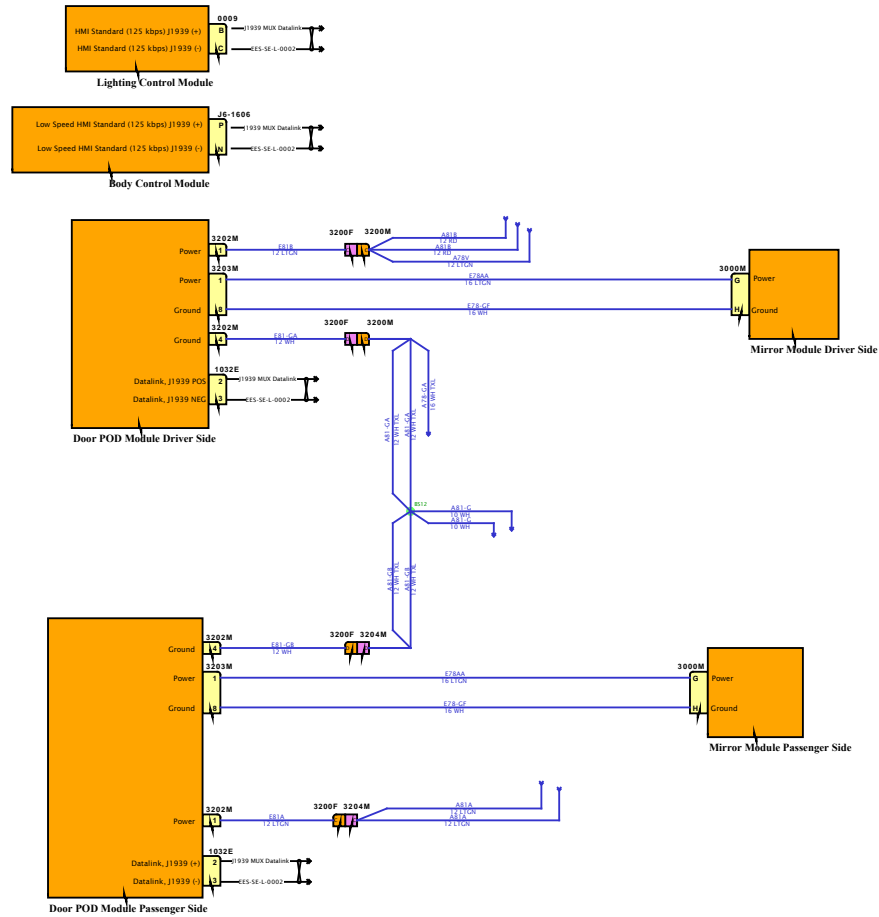 0009
HMI Standard (125 kbps) J1939 (+)
B
J1939 MUX Datalink
HMI Standard (125 kbps) J1939 (-)
C
EES-SE-L-0002
Lighting Control Module
J6-1606
Low Speed HMI Standard (125 kbps) J1939 (+)
P
J1939 MUX Datalink
Low Speed HMI Standard (125 kbps) J1939 (-)
N
EES-SE-L-0002
Body Control Module
3202M
3200F
3200M
A81B
12 RD
Power
1
E81B
12 LTGN
A81B
12 RD
A78V
12 LTGN
3203M
3000M
Power
1
E78AA
16 LTGN
G
Power
Ground
8
E78-GF
16 WH
H
Ground
3202M
3200F
3200M
Ground
4
E81-GA
12 WH
Mirror Module Driver Side
1032E
Datalink, J1939 POS
2
J1939 MUX Datalink
Datalink, J1939 NEG
3
EES-SE-L-0002
A81-GA
12 WH TXL
A81-GA
12 WH TXL
A78-GA
16 WH TXL
Door POD Module Driver Side
BS12
A81-G
10 WH
A81-G
10 WH
A81-GB
12 WH TXL
A81-GB
12 WH TXL
3202M
3200F
3204M
Ground
4
E81-GB
12 WH
3203M
3000M
Power
1
E78AA
16 LTGN
G
Power
Ground
8
E78-GF
16 WH
H
Ground
Mirror Module Passenger Side
3202M
3200F
3204M
A81A
12 LTGN
Power
1
E81A
12 LTGN
A81A
12 LTGN
1032E
Datalink, J1939 (+)
2
J1939 MUX Datalink
Datalink, J1939 (-)
3
EES-SE-L-0002
Door POD Module Passenger Side